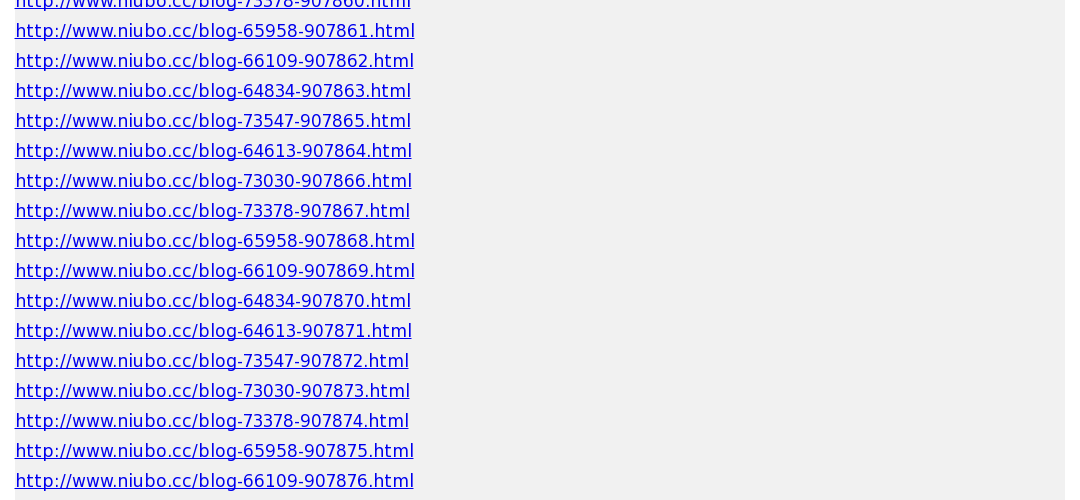 http://www.niubo.cc/blog-73378-907860.html
http://www.niubo.cc/blog-65958-907861.html
http://www.niubo.cc/blog-66109-907862.html
http://www.niubo.cc/blog-64834-907863.html
http://www.niubo.cc/blog-73547-907865.html
http://www.niubo.cc/blog-64613-907864.html
http://www.niubo.cc/blog-73030-907866.html
http://www.niubo.cc/blog-73378-907867.html
http://www.niubo.cc/blog-65958-907868.html
http://www.niubo.cc/blog-66109-907869.html
http://www.niubo.cc/blog-64834-907870.html
http://www.niubo.cc/blog-64613-907871.html
http://www.niubo.cc/blog-73547-907872.html
http://www.niubo.cc/blog-73030-907873.html
http://www.niubo.cc/blog-73378-907874.html
http://www.niubo.cc/blog-65958-907875.html
http://www.niubo.cc/blog-66109-907876.html